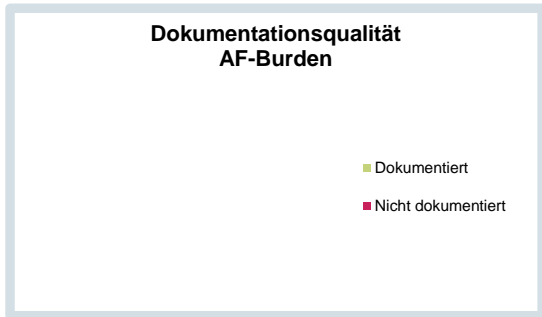 Dokumentationsqualität
AF-Burden
Dokumentiert
Nicht dokumentiert